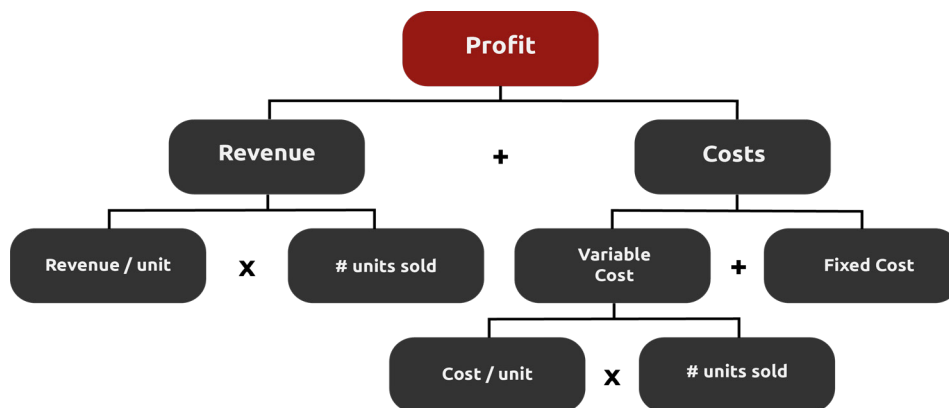 Profit
Revenue
+
Costs
Revenue / unit
x
# units sold
Variable
Cost
+
Fixed Cost
Cost / unit
x
# units sold